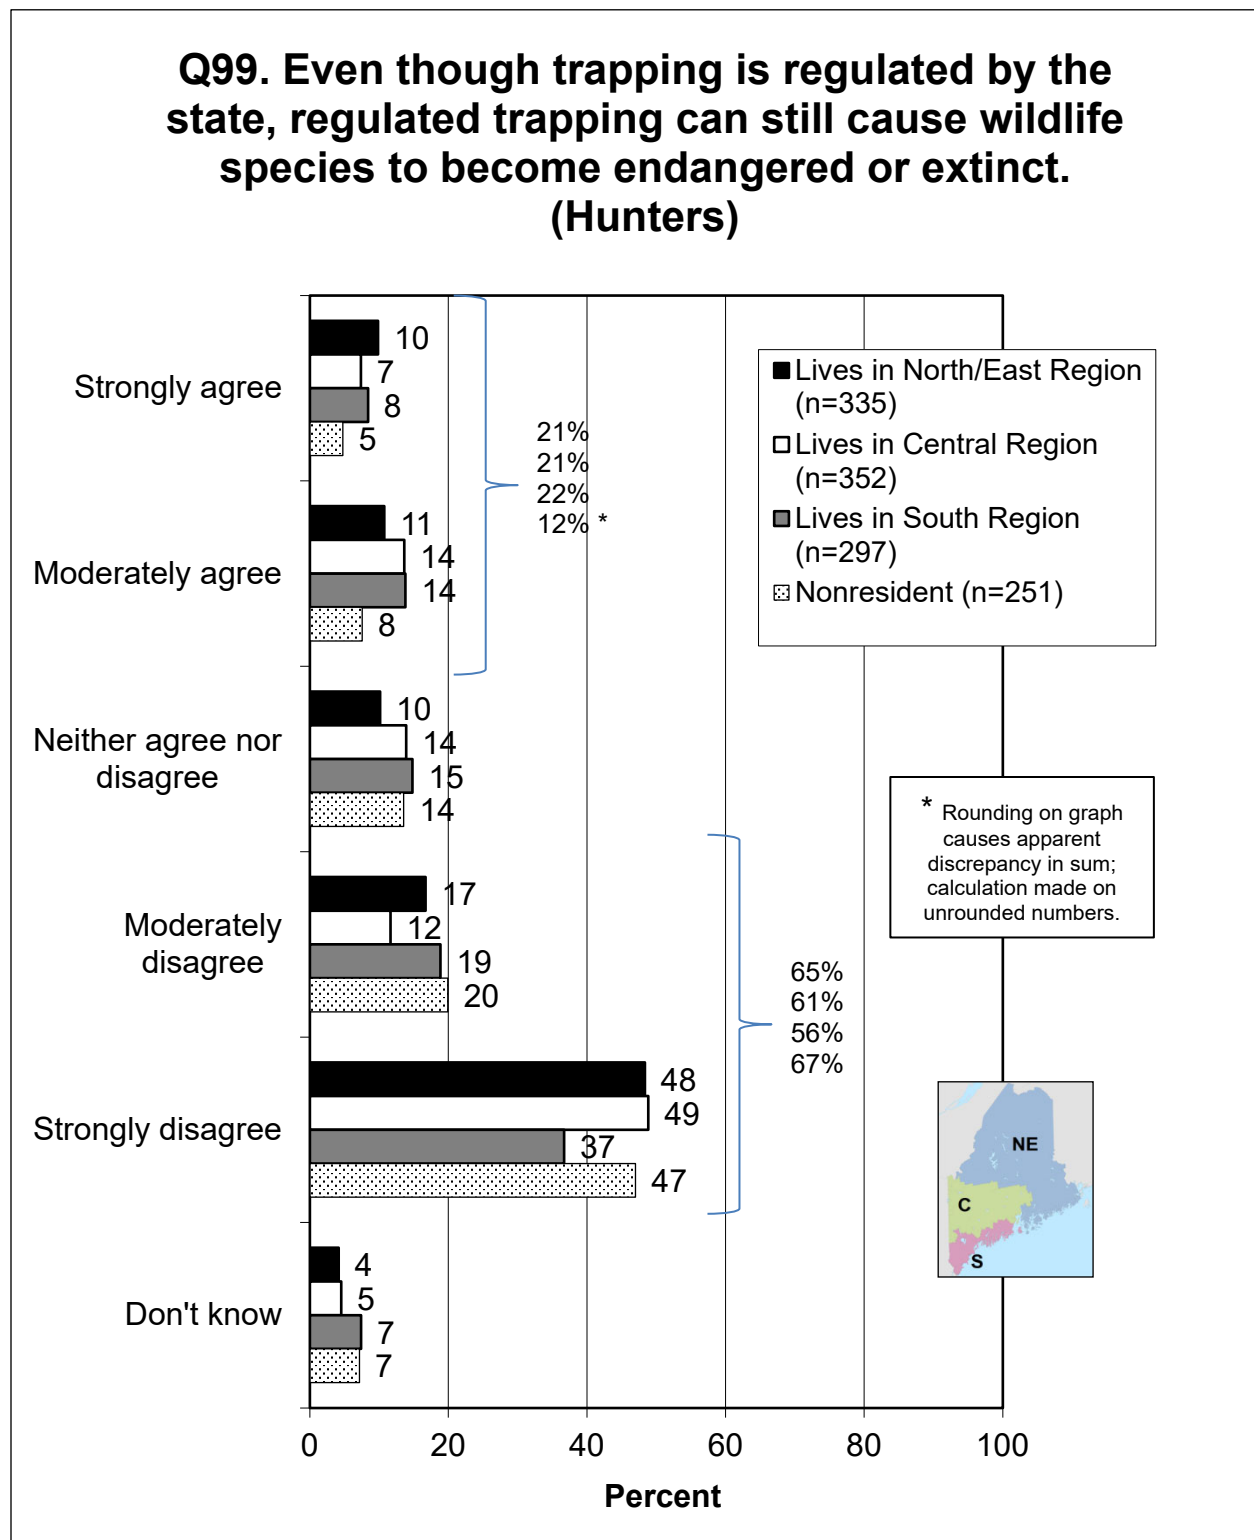 Q99. Even though trapping is regulated by the
state, regulated trapping can still cause wildlife
species to become endangered or extinct.
(Hunters)
Strongly agree
10
7
8
5
Moderately agree
11
14
14
8
21%
21%
22%
12% *
Neither agree nor
disagree
10
14
15
14
Moderately
disagree
17
12
19
20
Strongly disagree
48
49
37
47
65%
61%
56%
67%
Don't know
4
5
7
7
0 20 40 60 80 100
Percent
Lives in North/East Region
(n=335)
Lives in Central Region
(n=352)
Lives in South Region
(n=297)
Nonresident (n=251)
* Rounding on graph
causes apparent
discrepancy in sum;
calculation made on
unrounded numbers.
NE
C
S